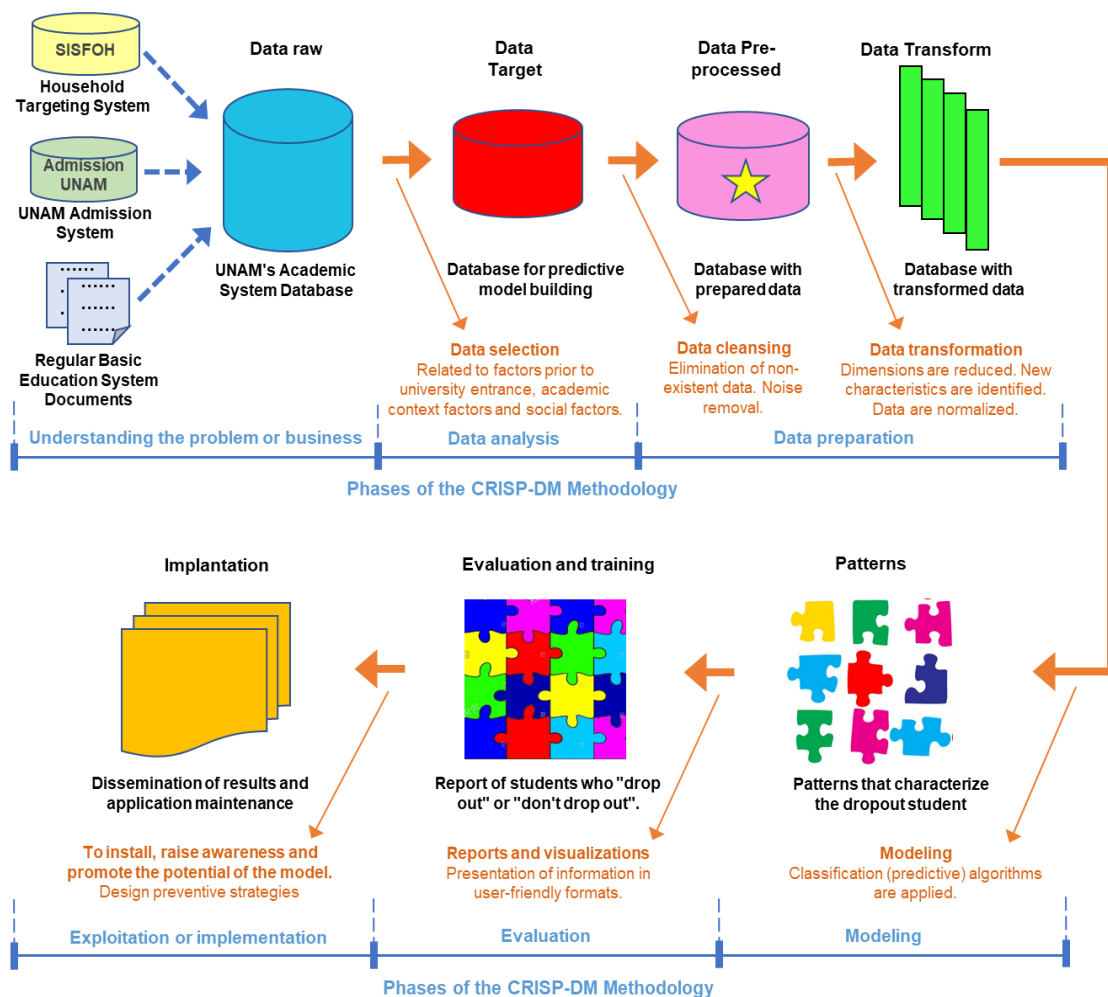 SISFOH
Household
Targeting System
Admission
UNAM
UNAM Admission
System
Regular Basic
Education System
Documents
Data raw
UNAM's Academic
System Database
Data
Target
Database for predictive
model building
Data selection
Related to factors prior to
university entrance, academic
context factors and social factors.
Data Pre-
processed
Database with
prepared data
Data cleansing
Elimination of non-
existent data. Noise
removal.
Data Transform
Database with
transformed data
Data transformation
Dimensions are reduced. New
characteristics are identified.
Data are normalized.
Understanding the problem or business
Data analysis
Data preparation
Phases of the CRISP-DM Methodology
Implantation
Dissemination of results and
application maintenance
To install, raise awareness and
promote the potential of the model.
Design preventive strategies
Evaluation and training
Report of students who "drop
out" or "don't drop out".
Reports and visualizations
Presentation of information in
user-friendly formats.
Patterns
Patterns that characterize
the dropout student
Modeling
Classification (predictive) algorithms
are applied.
Exploitation or implementation
Evaluation
Modeling
Phases of the CRISP-DM Methodology